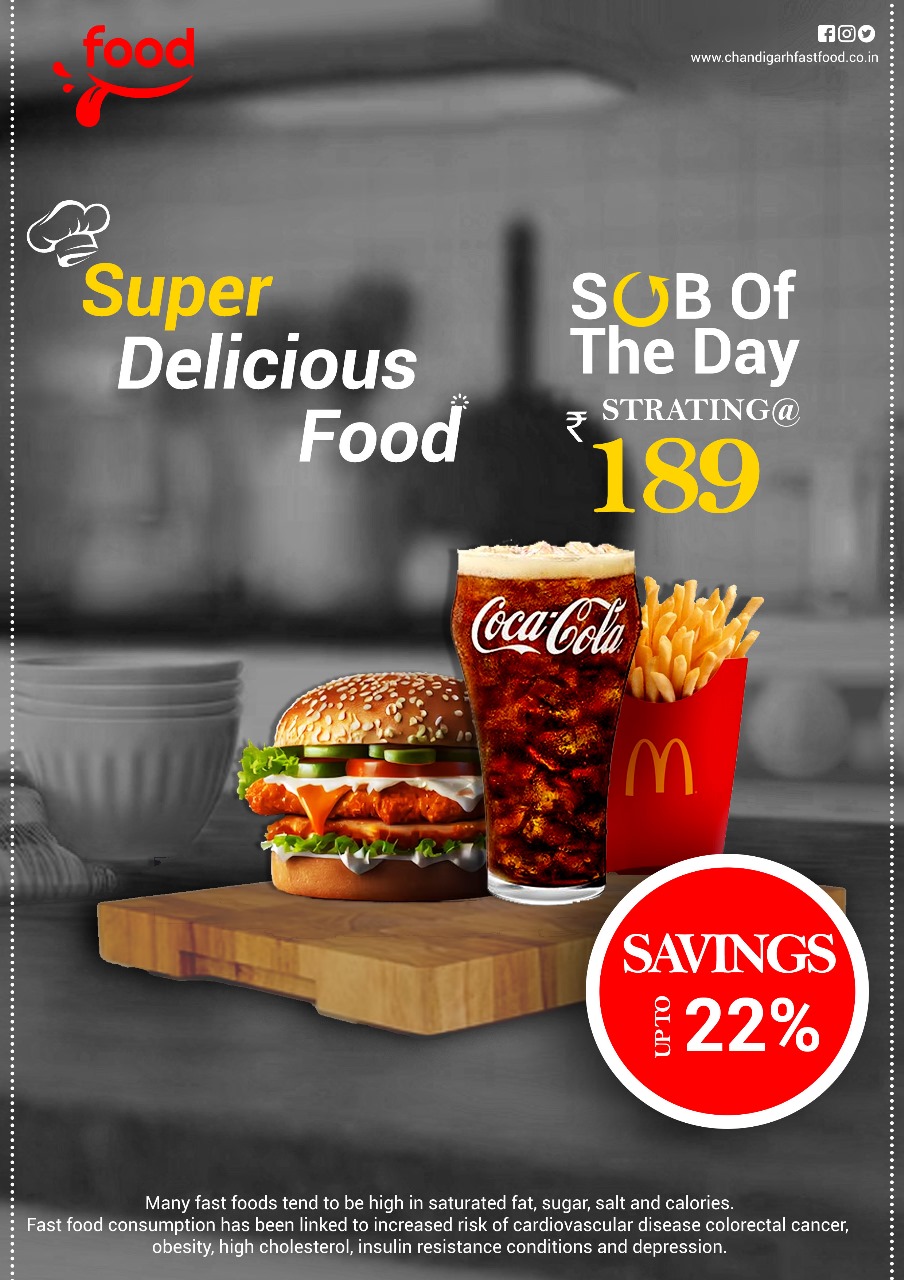 food
www.chandigarhfastfood.co.in
Super
Delicious
Food
SUB Of
The Day
STRATING@
₹ 189
Coca-Cola
M
SAVINGS
UPTO 22%
Many fast foods tend to be high in saturated fat, sugar, salt and calories.
Fast food consumption has been linked to increased risk of cardiovascular disease colorectal cancer,
obesity, high cholesterol, insulin resistance conditions and depression.